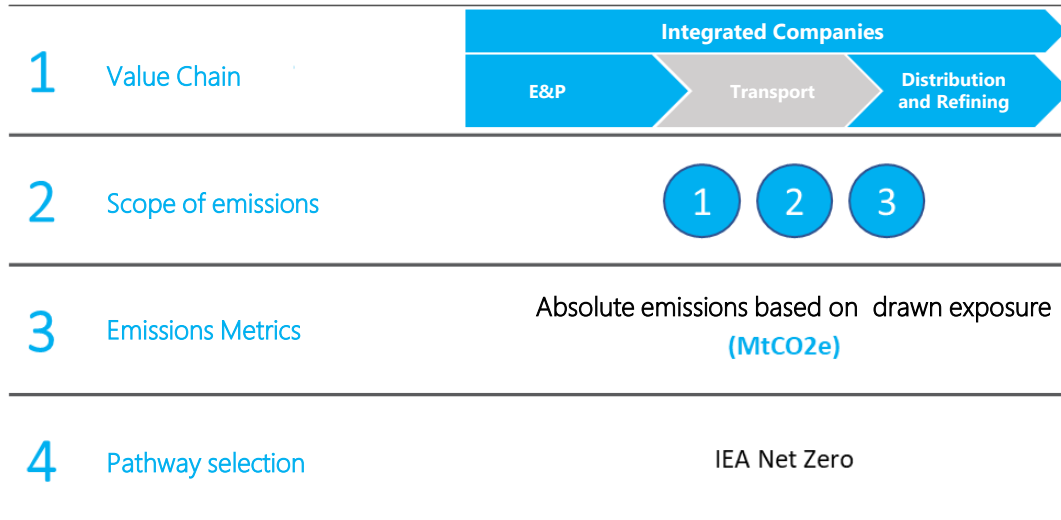 Integrated Companies
1
Value Chain
E&P
Transport
Distribution
and Refining
2
Scope of emissions
1 2 3
3
Emissions Metrics
Absolute emissions based on drawn exposure
(MtCO2e)
4
Pathway selection
IEA Net Zero